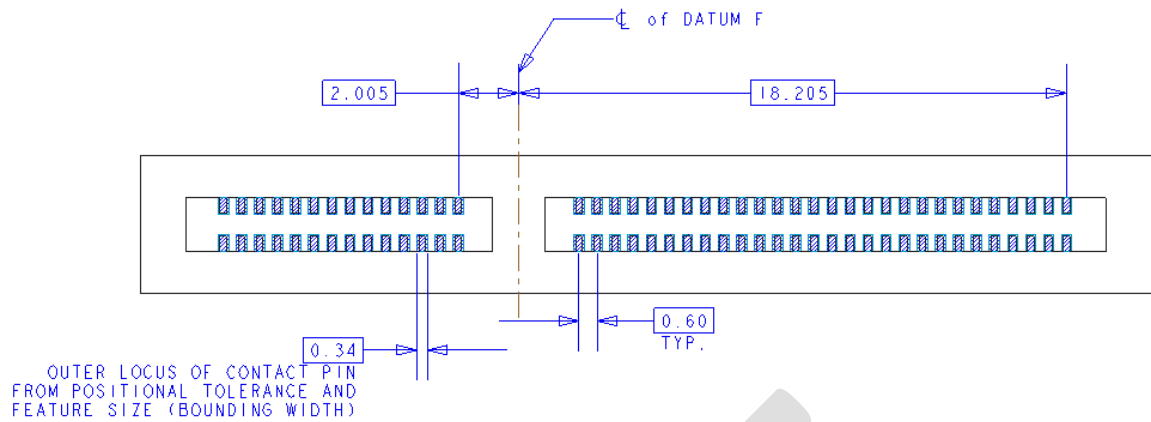 ℄ of DATUM F
2.005
18.205
0.60
TYP.
0.34
OUTER LOCUS OF CONTACT PIN
FROM POSITIONAL TOLERANCE AND
FEATURE SIZE (BOUNDING WIDTH)